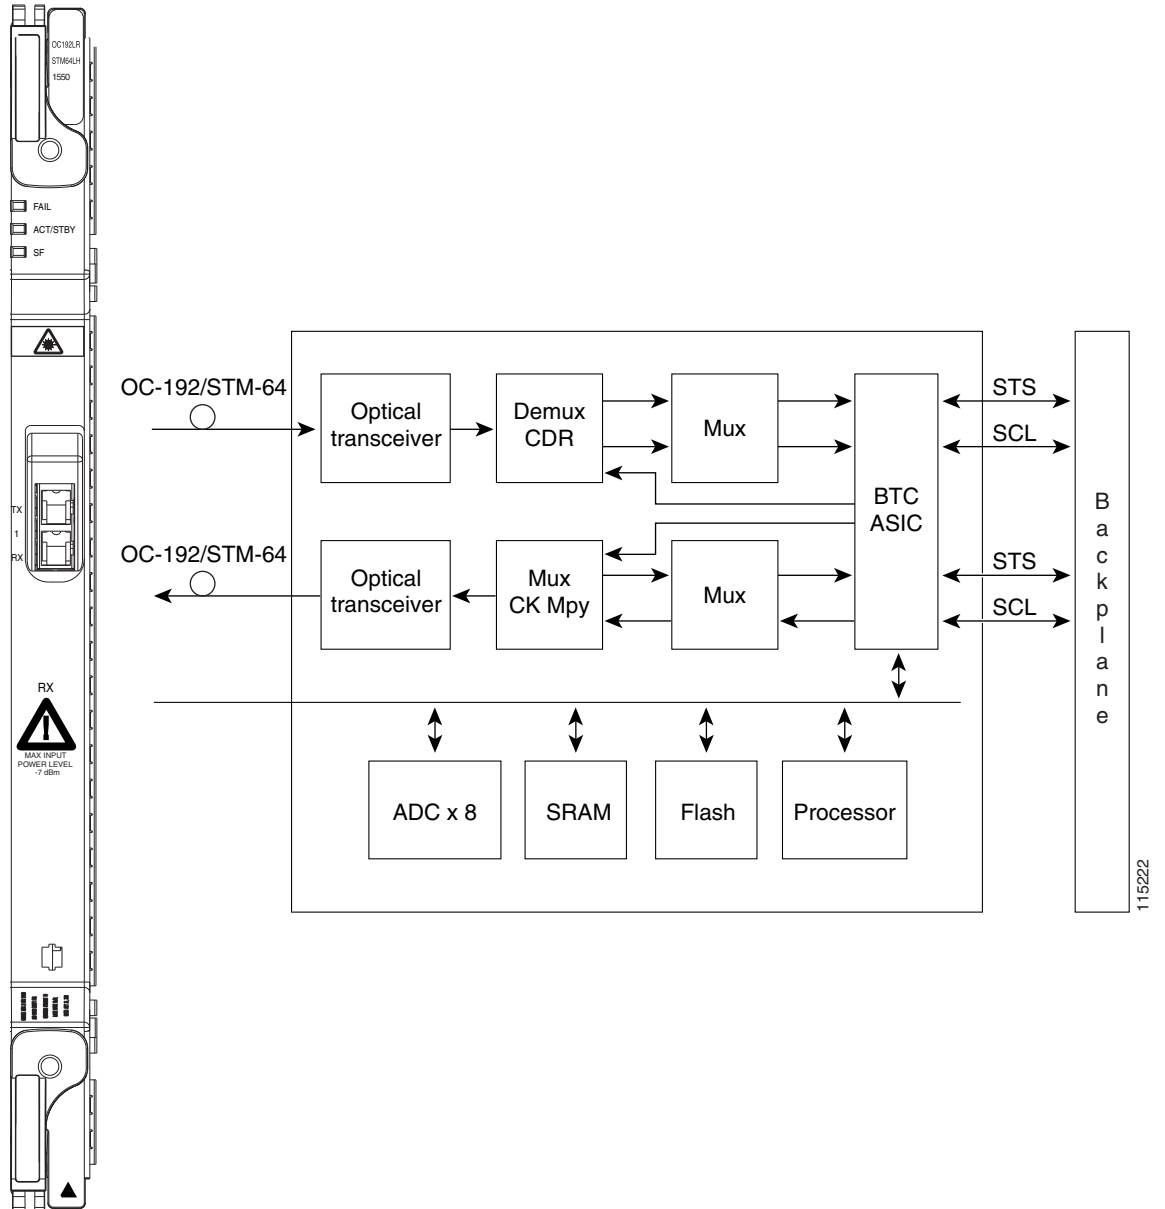 OC192LR
STM64LH
1550
FAIL
ACT/STBY
SF
TX
1
RX
RX
MAX INPUT
POWER LEVEL
-7 dBm
OC-192/STM-64
Optical
transceiver
Demux
CDR
Mux
BTC
ASIC
STS
SCL
OC-192/STM-64
Optical
transceiver
Mux
CK Mpy
Mux
STS
SCL
ADC x 8
SRAM
Flash
Processor
Backplane
115222